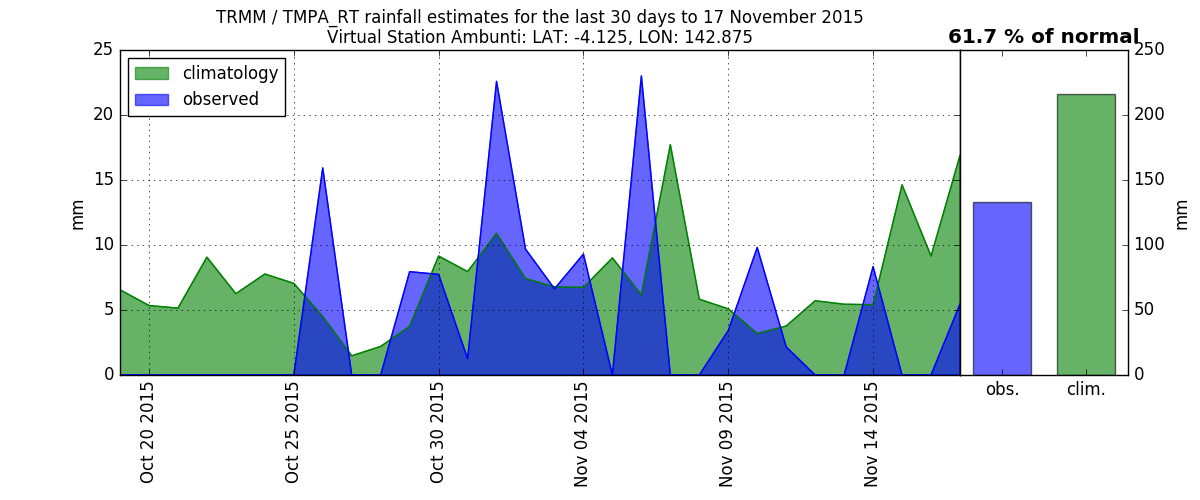 TRMM / TMPA_RT rainfall estimates for the last 30 days to 17 November 2015
Virtual Station Ambunti: LAT: -4.125, LON: 142.875
61.7 % of normal
climatology
observed
25
20
15
10
5
0
mm
Oct 20 2015
Oct 25 2015
Oct 30 2015
Nov 04 2015
Nov 09 2015
Nov 14 2015
250
200
150
100
50
0
mm
obs.
clim.